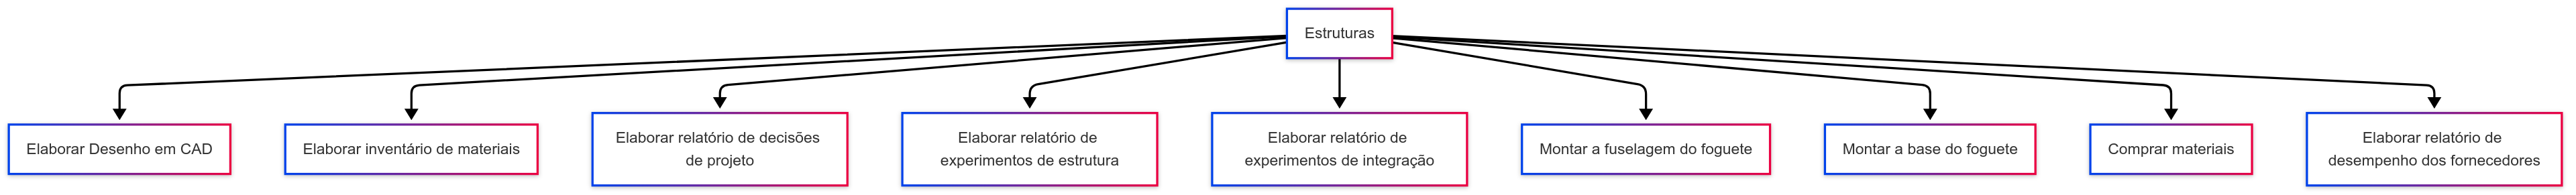 Estruturas
Elaborar Desenho em CAD
Elaborar inventário de materiais
Elaborar relatório de decisões
de projeto
Elaborar relatório de
experimentos de estrutura
Elaborar relatório de
experimentos de integração
Montar a fuselagem do foguete
Montar a base do foguete
Comprar materiais
Elaborar relatório de
desempenho dos fornecedores